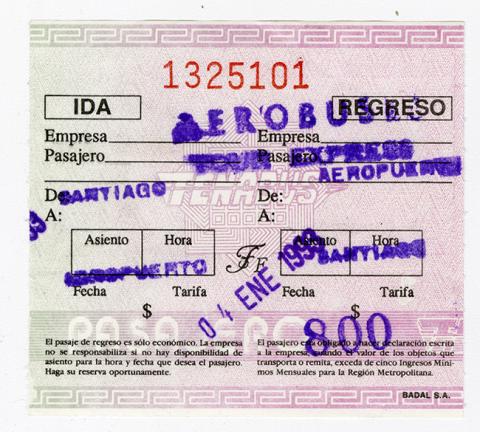 1325101
IDA REGRESO
AEROBUSES
Empresa Empresa
Pasajero Pasajero
TOUR EXPRESS
AEROPUERTO
De: SANTIAGO De:
A: A:
Asiento Hora Asiento Hora
AEROPUERTO SANTIAGO
Fecha Tarifa Fecha Tarifa
04 ENE 1999
$ $
800
El pasaje de regreso es sólo económico. La empresa
no se responsabiliza si no hay disponibilidad de
asiento para la hora y fecha que desea el pasajero.
Haga su reserva oportunamente.
El pasajero está obligado a hacer declaración escrita
a la empresa, cuando el valor de los objetos que
transporta o remita, exceda de cinco Ingresos Míni-
mos Mensuales para la Región Metropolitana.
BADAL S.A.